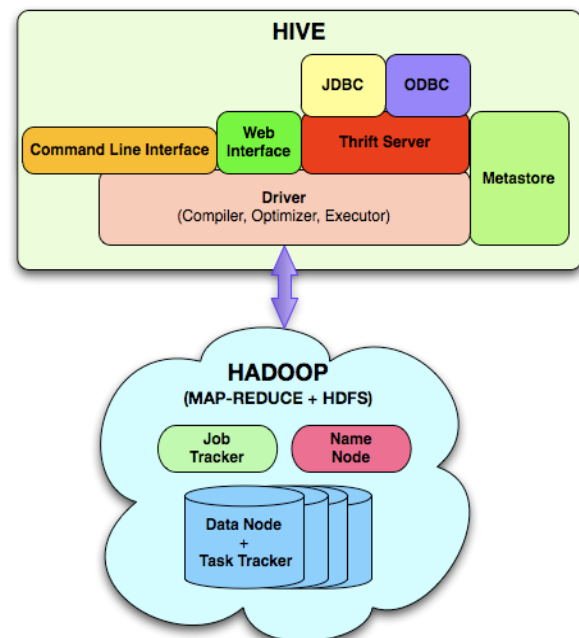 HIVE
JDBC
ODBC
Command Line Interface
Web
Interface
Thrift Server
Metastore
Driver
(Compiler, Optimizer, Executor)
HADOOP
(MAP-REDUCE + HDFS)
Job
Tracker
Name
Node
Data Node
+
Task Tracker